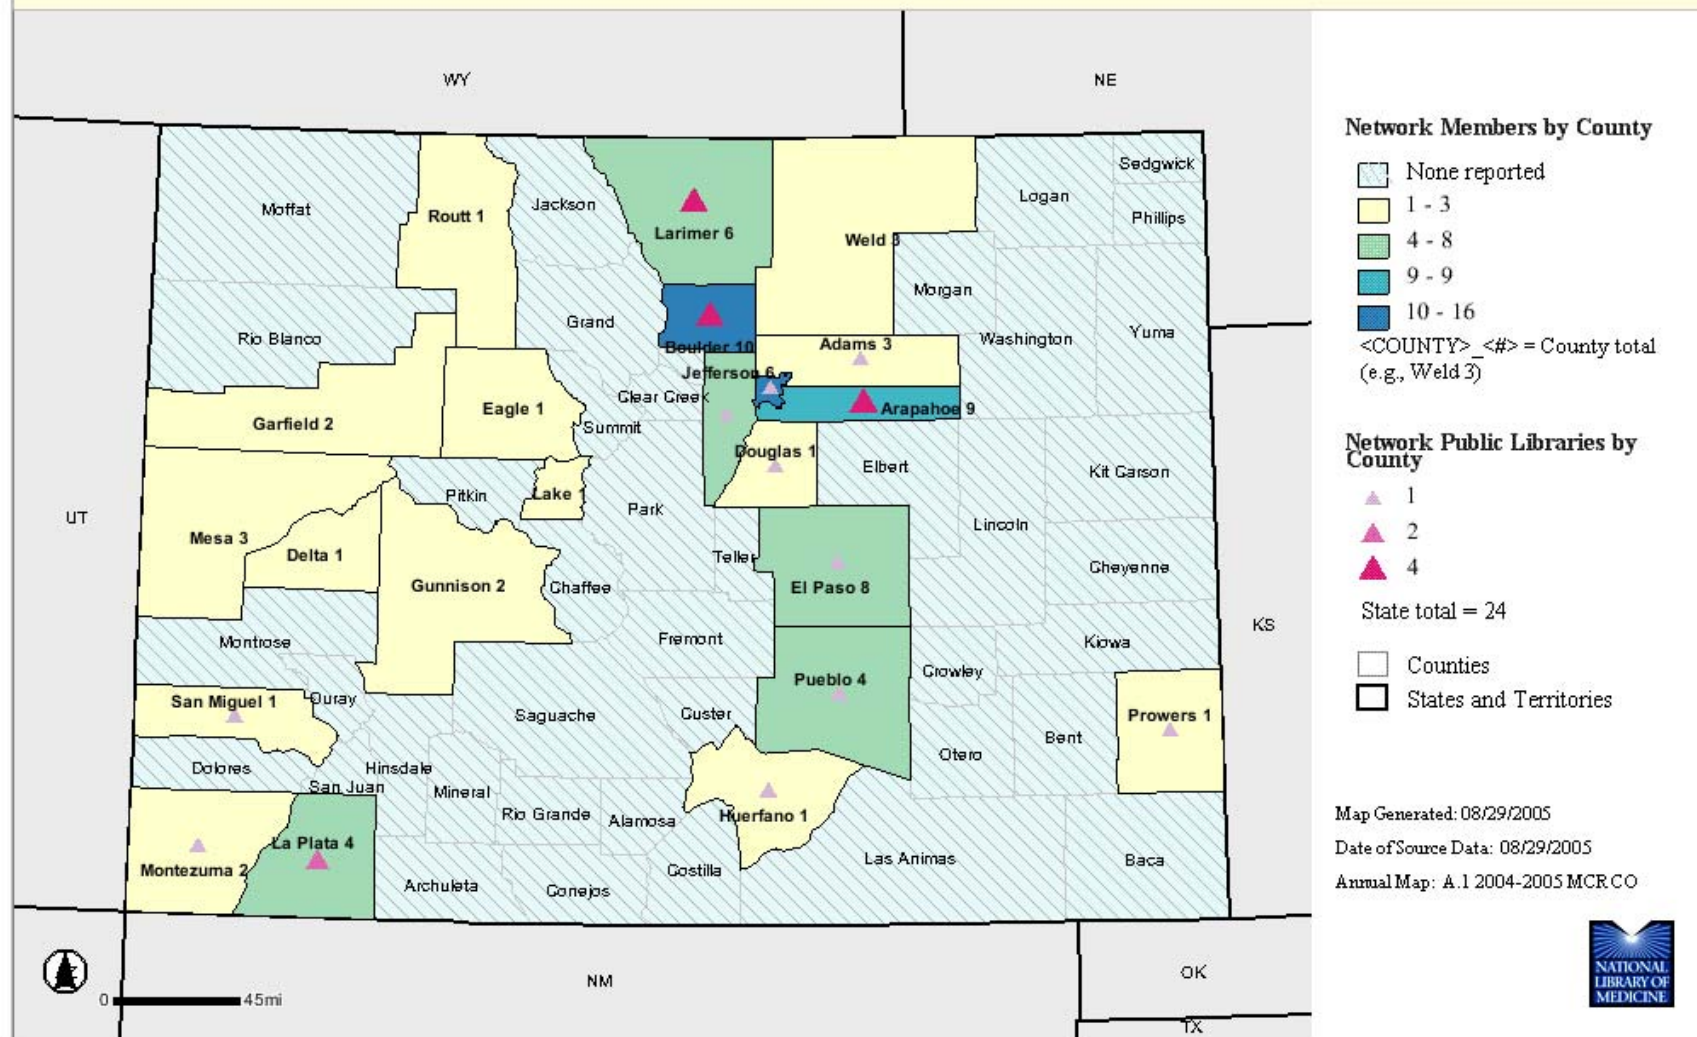 WY
NE
Sedgwick
Logan
Moffat
Jackson
Routt 1
Phillips
Larimer 6
Weld 3
Morgan
Grand
Rio Blanco
Washington
Yuma
Boulder 10
Adams 3
Jefferson 6
Clear Creek
Eagle 1
Arapahoe 9
Garfield 2
Summit
Douglas 1
Elbert
Kit Carson
Pitkin
Lake 1
Park
UT
Lincoln
Mesa 3
Delta 1
Teller
Cheyenne
Gunnison 2
Chaffee
El Paso 8
KS
Montrose
Fremont
Kiowa
Crowley
Pueblo 4
San Miguel 1
Ouray
Saguache
Custer
Prowers 1
Bent
Otero
Dolores
Hinsdale
San Juan
Mineral
Rio Grande
Alamosa
Huerfano 1
La Plata 4
Las Animas
Baca
Montezuma 2
Costilla
Archuleta
Conejos
NM
OK
TX
0 45mi
Network Members by County
None reported
1 - 3
4 - 8
9 - 9
10 - 16
<COUNTY>_<#> = County total
(e.g., Weld 3)
Network Public Libraries by
County
1
2
4
State total = 24
Counties
States and Territories
Map Generated: 08/29/2005
Date of Source Data: 08/29/2005
Annual Map: A.1 2004-2005 MCR CO
NATIONAL
LIBRARY OF
MEDICINE